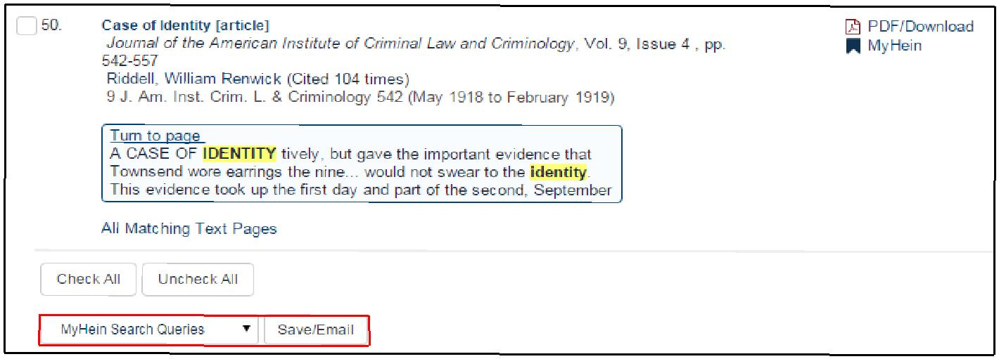 50.
Case of Identity [article]
Journal of the American Institute of Criminal Law and Criminology, Vol. 9, Issue 4 , pp.
542-557
Riddell, William Renwick (Cited 104 times)
9 J. Am. Inst. Crim. L. & Criminology 542 (May 1918 to February 1919)
PDF/Download
MyHein
Turn to page
A CASE OF IDENTITY tively, but gave the important evidence that
Townsend wore earrings the nine... would not swear to the identity.
This evidence took up the first day and part of the second, September
All Matching Text Pages
Check All
Uncheck All
MyHein Search Queries
Save/Email